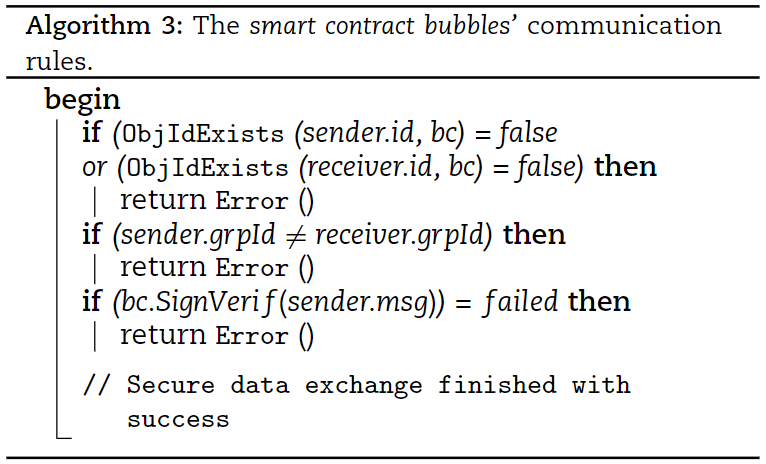 Algorithm 3: The smart contract bubbles' communication
rules.
begin
if (ObjIdExists (sender.id, bc) = false
or (ObjIdExists (receiver.id, bc) = false) then
return Error ()
if (sender.grpId ≠ receiver.grpId) then
return Error ()
if (bc.SignVerif(sender.msg)) = failed then
return Error ()
// Secure data exchange finished with
success